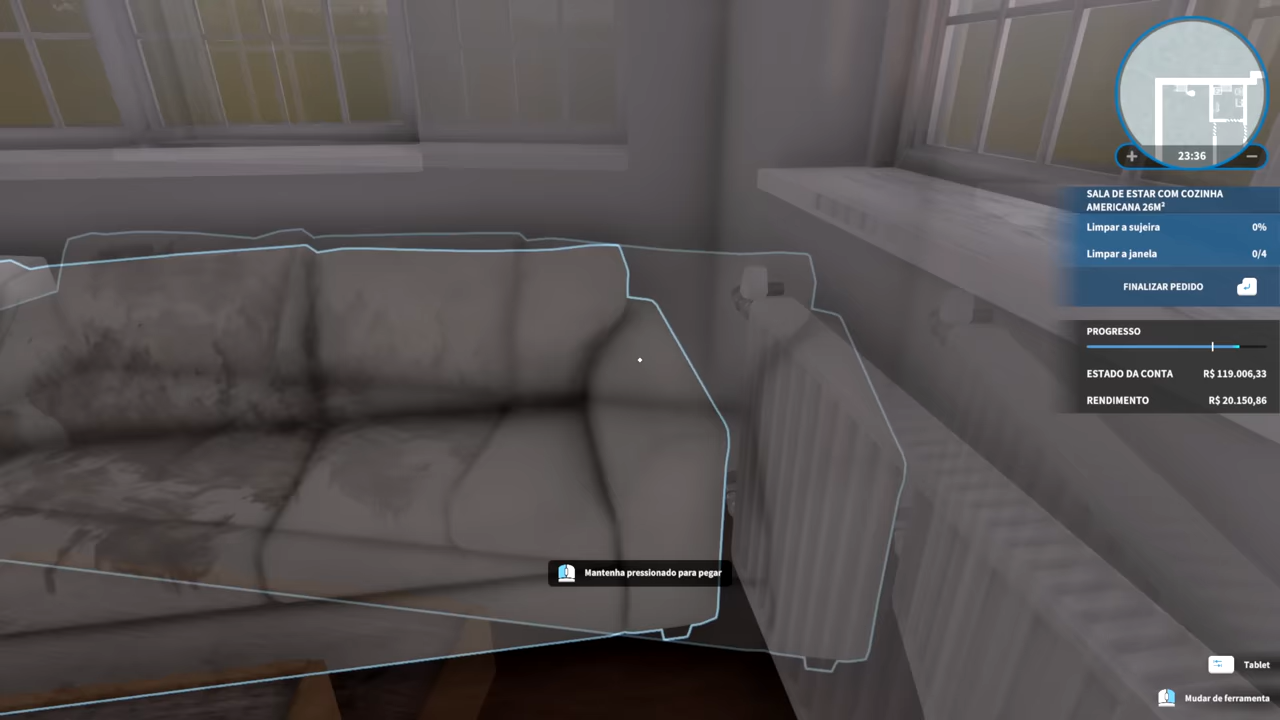 23:36
SALA DE ESTAR COM COZINHA
AMERICANA 26M²
Limpar a sujeira 0%
Limpar a janela 0/4
FINALIZAR PEDIDO
PROGRESSO
ESTADO DA CONTA R$ 119.006,33
RENDIMENTO R$ 20.150,86
Mantenha pressionado para pegar
Tablet
Mudar de ferramenta